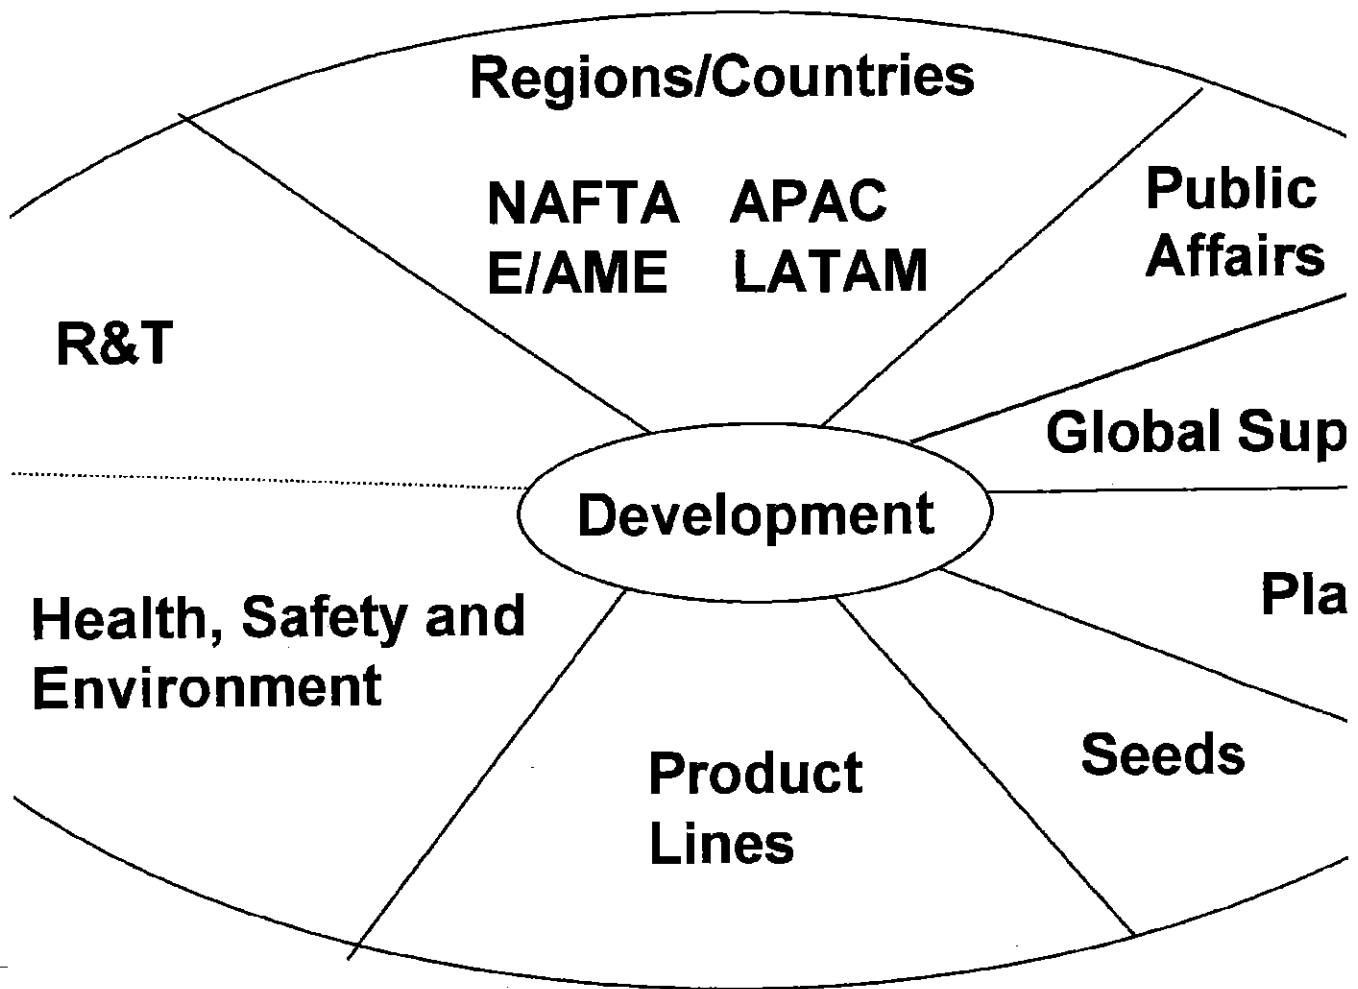 Regions/Countries
NAFTA APAC
E/AME LATAM
Public
Affairs
R&T
Global Sup
Development
Health, Safety and
Environment
Pla
Seeds
Product
Lines